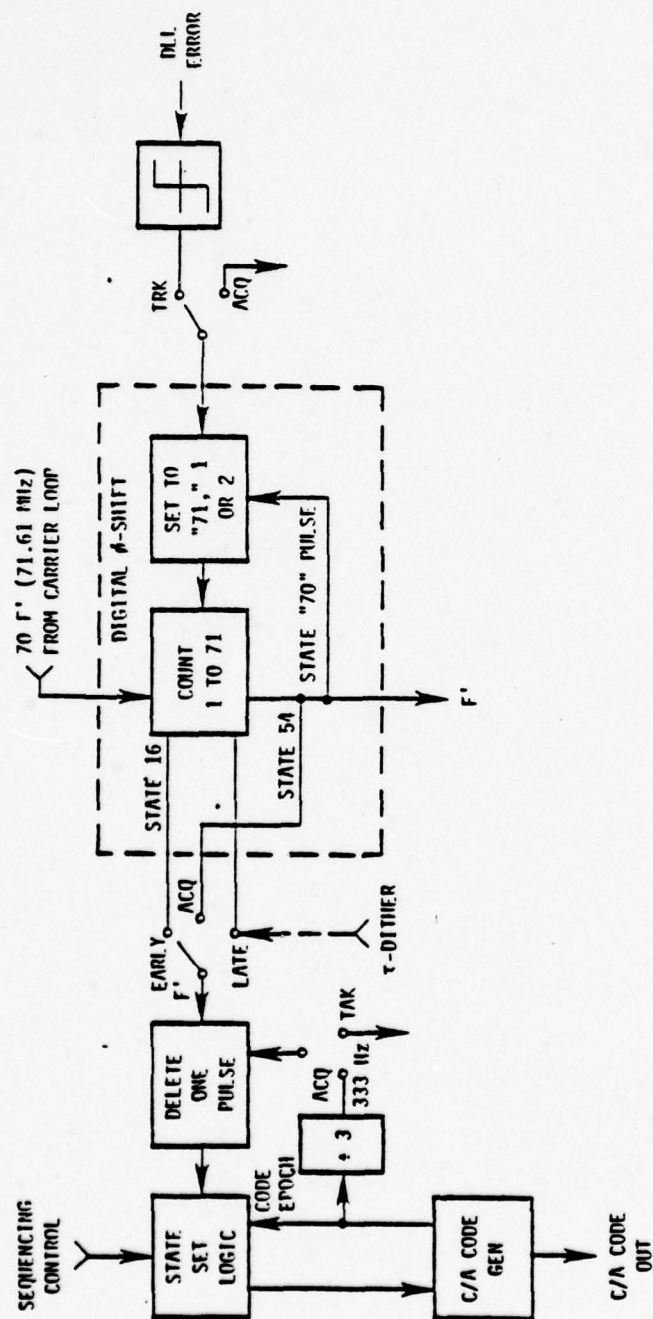 DLL
ERROR
TRK
ACQ
70 F' (71.61 MHz)
FROM CARRIER LOOP
DIGITAL ϕ-SHIFT
SET TO
"71," 1
OR 2
COUNT
1 TO 71
STATE "70" PULSE
STATE 16
STATE 54
F'
EARLY
F'
ACQ
LATE
τ-DITHER
DELETE
ONE
PULSE
ACQ
333 Hz
TAK
÷ 3
SEQUENCING
CONTROL
STATE
SET
LOGIC
CODE
EPOCH
C/A CODE
GEN
C/A CODE
OUT